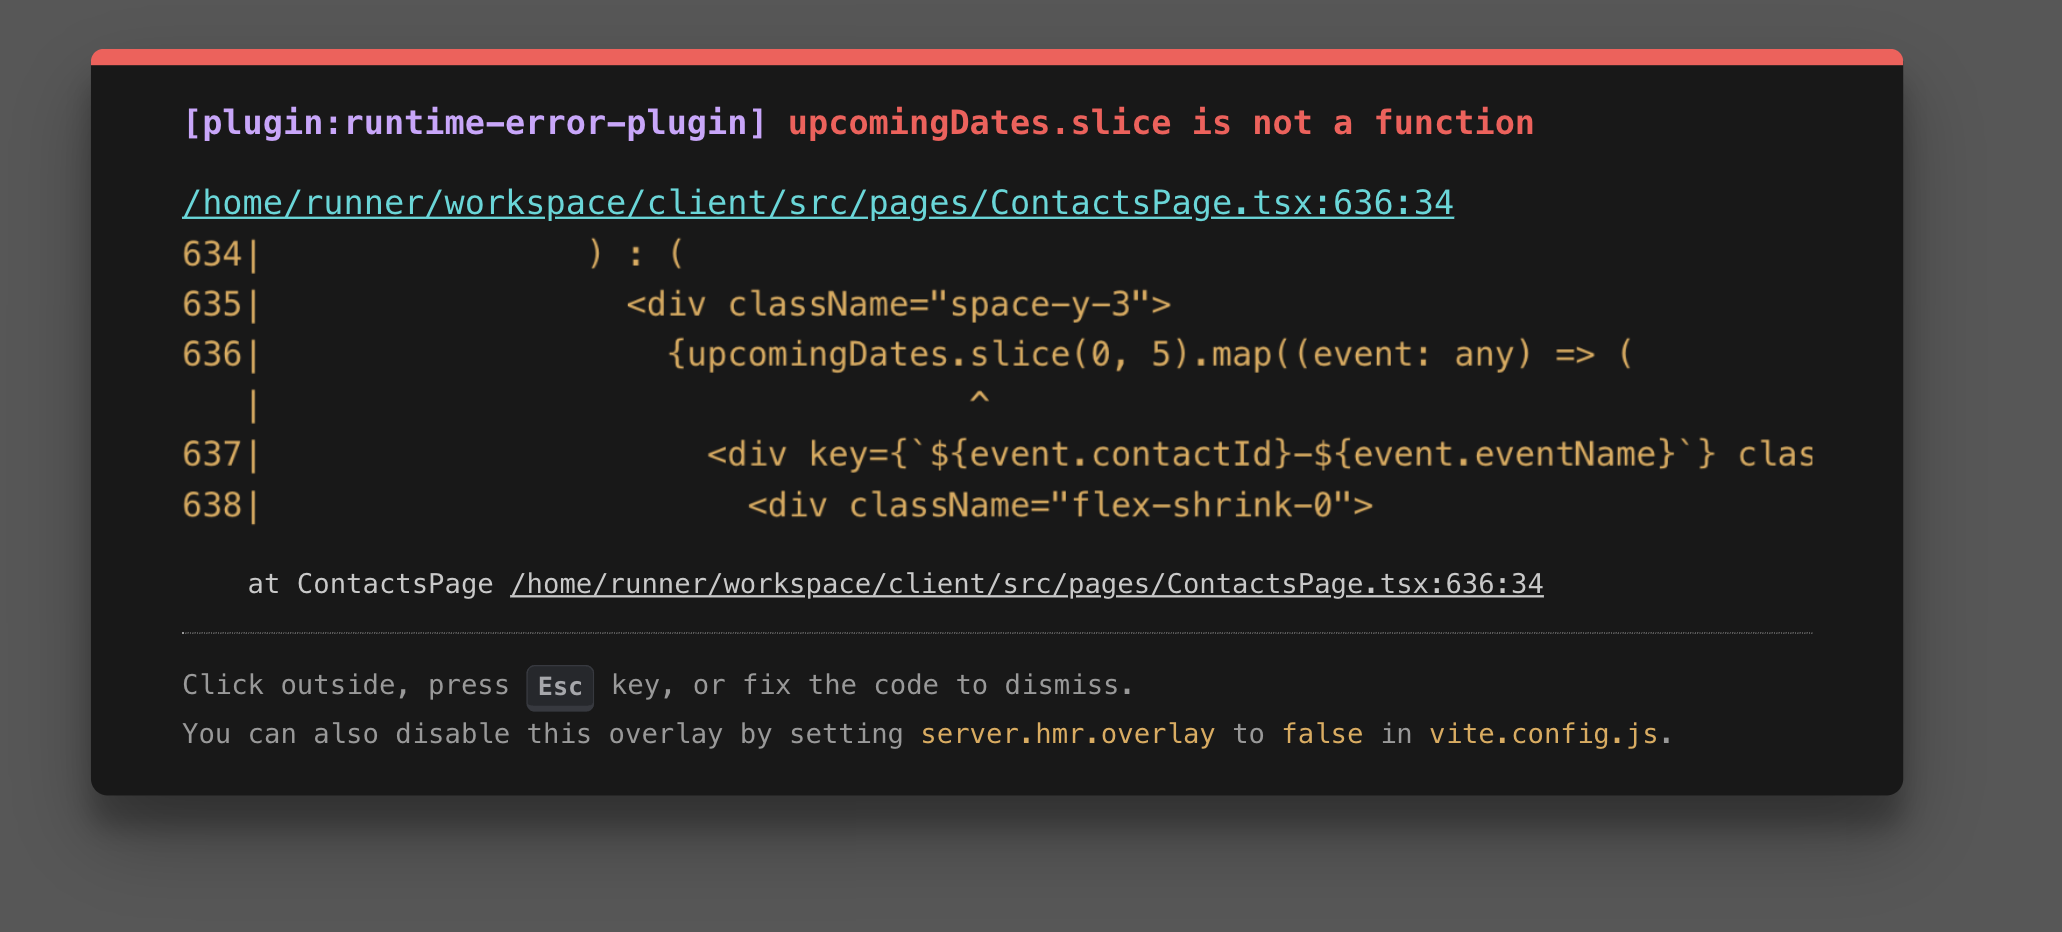 [plugin:runtime-error-plugin] upcomingDates.slice is not a function
/home/runner/workspace/client/src/pages/ContactsPage.tsx:636:34
634|                ) : (
635|                  <div className="space-y-3">
636|                    {upcomingDates.slice(0, 5).map((event: any) => (
   |                                   ^
637|                      <div key={`${event.contactId}-${event.eventName}`} clas
638|                        <div className="flex-shrink-0">
at ContactsPage /home/runner/workspace/client/src/pages/ContactsPage.tsx:636:34
Click outside, press Esc key, or fix the code to dismiss.
You can also disable this overlay by setting server.hmr.overlay to false in vite.config.js.